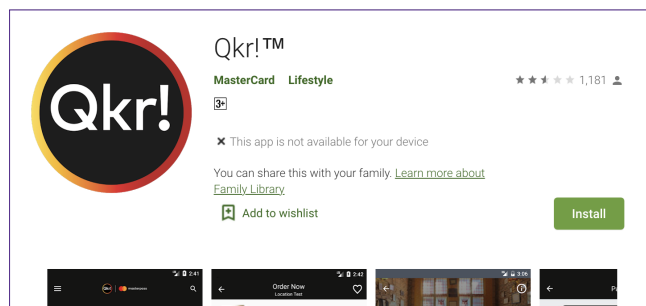 Qkr!
Qkr!™
MasterCard Lifestyle
1,181
3+
This app is not available for your device
You can share this with your family. Learn more about
Family Library
Add to wishlist
Install
2:41
2:42
3:06
Qkr!
masterpass
Order Now
Location Test